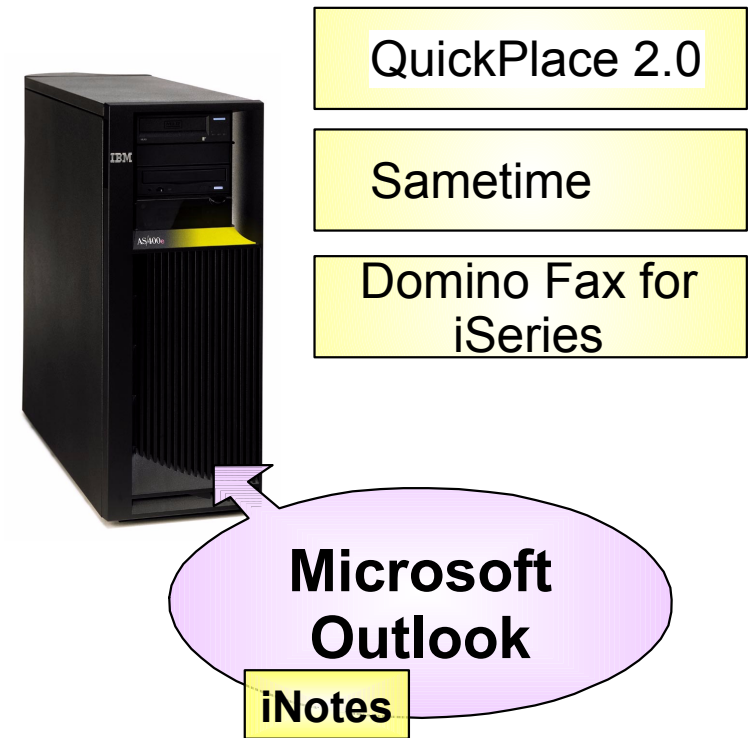 QuickPlace 2.0
IBM
Sametime
AS/400e
Domino Fax for
iSeries
Microsoft
Outlook
iNotes